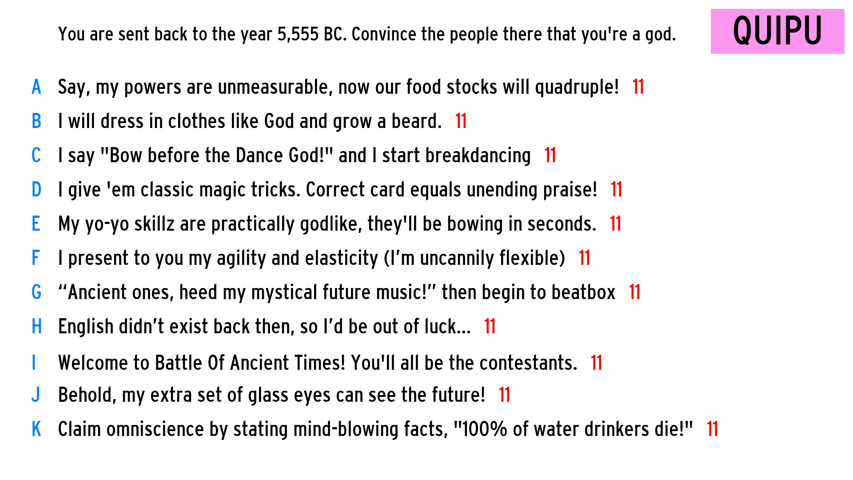 You are sent back to the year 5,555 BC. Convince the people there that you're a god.
QUIPU
A Say, my powers are unmeasurable, now our food stocks will quadruple! 11
B I will dress in clothes like God and grow a beard. 11
C I say "Bow before the Dance God!" and I start breakdancing 11
D I give 'em classic magic tricks. Correct card equals unending praise! 11
E My yo-yo skillz are practically godlike, they'll be bowing in seconds. 11
F I present to you my agility and elasticity (I’m uncannily flexible) 11
G “Ancient ones, heed my mystical future music!” then begin to beatbox 11
H English didn’t exist back then, so I’d be out of luck... 11
I Welcome to Battle Of Ancient Times! You'll all be the contestants. 11
J Behold, my extra set of glass eyes can see the future! 11
K Claim omniscience by stating mind-blowing facts, "100% of water drinkers die!" 11